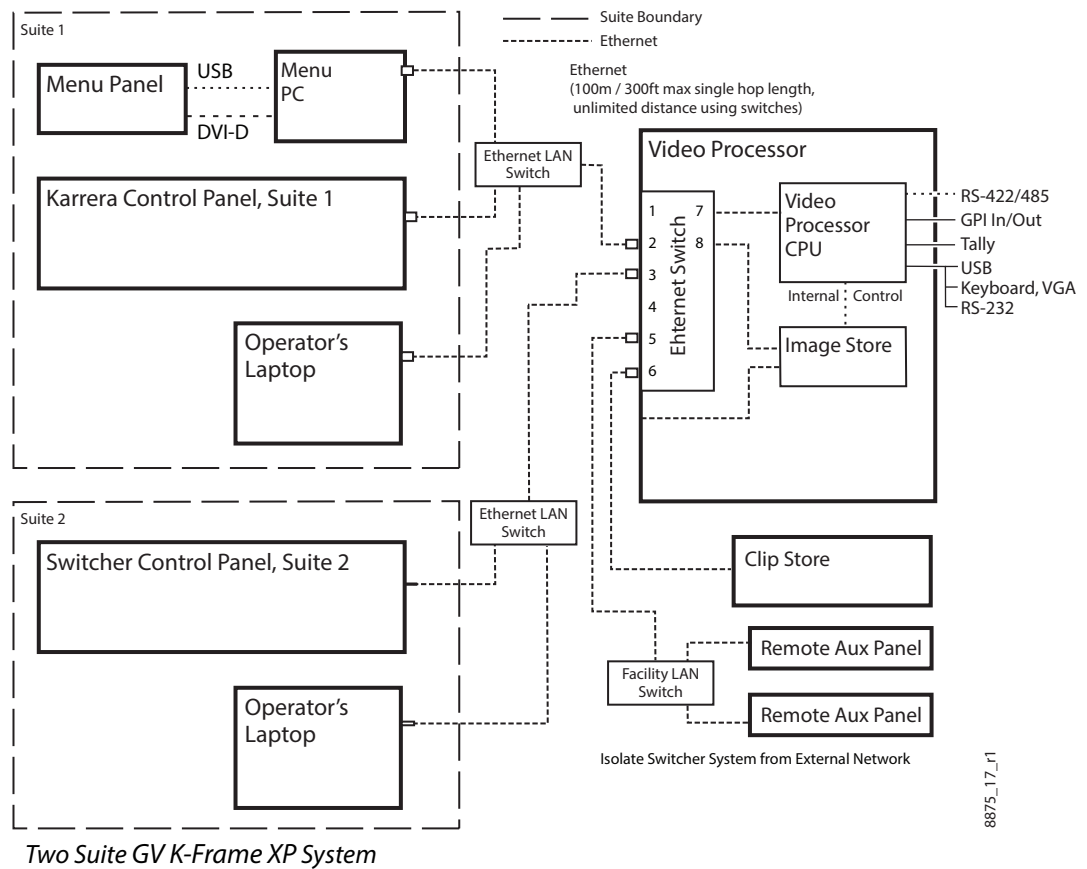 Suite 1
Suite Boundary
Ethernet
Ethernet
(100m / 300ft max single hop length,
unlimited distance using switches)
Menu Panel
USB
DVI-D
Menu
PC
Karrera Control Panel, Suite 1
Operator's
Laptop
Ethernet LAN
Switch
Video Processor
1
2
3
4
5
6
7
8
Ehternet Switch
Video
Processor
CPU
Internal
Control
Image Store
RS-422/485
GPI In/Out
Tally
USB
Keyboard, VGA
RS-232
Suite 2
Switcher Control Panel, Suite 2
Operator's
Laptop
Ethernet LAN
Switch
Clip Store
Remote Aux Panel
Facility LAN
Switch
Remote Aux Panel
Isolate Switcher System from External Network
8875_17_r1
Two Suite GV K-Frame XP System